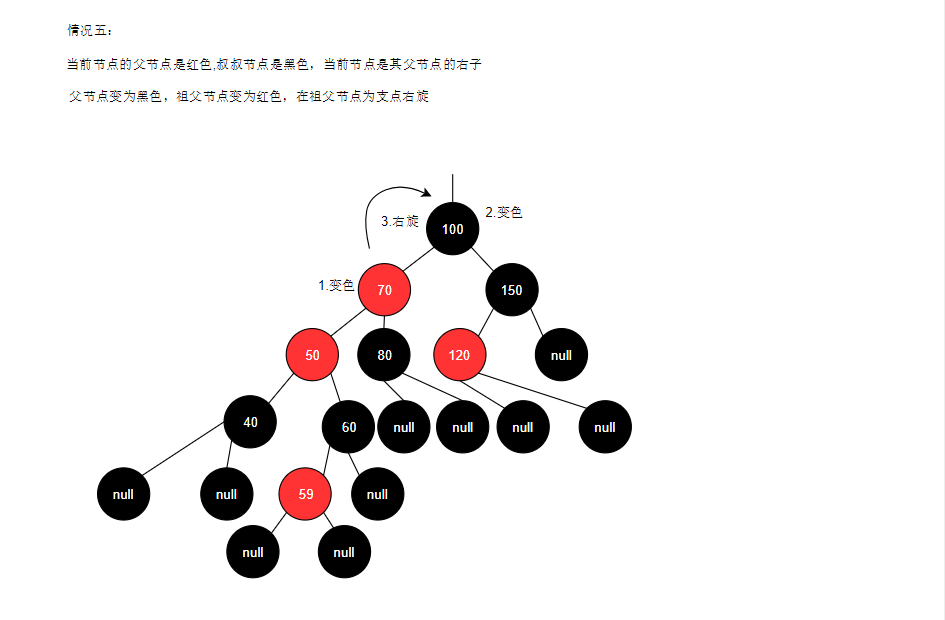 情况五：
当前节点的父节点是红色,叔叔节点是黑色，当前节点是其父节点的右子
父节点变为黑色，祖父节点变为红色，在祖父节点为支点右旋
3.右旋 100 2.变色
1.变色 70 150
50 80 120 null
40 60 null null null null
null null 59 null
null null